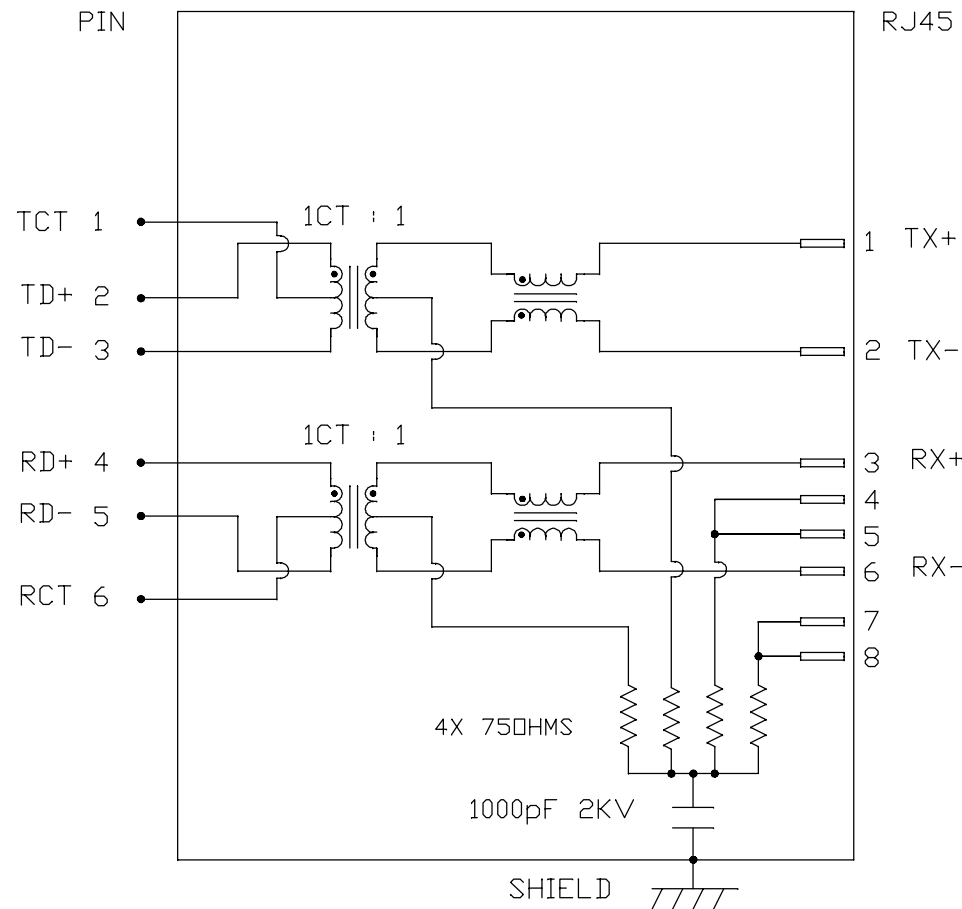 PIN
RJ45
TCT 1
1CT : 1
1 TX+
TD+ 2
TD- 3
2 TX-
1CT : 1
RD+ 4
3 RX+
4
RD- 5
5
6 RX-
RCT 6
7
8
4X 75OHMS
1000pF 2KV
SHIELD